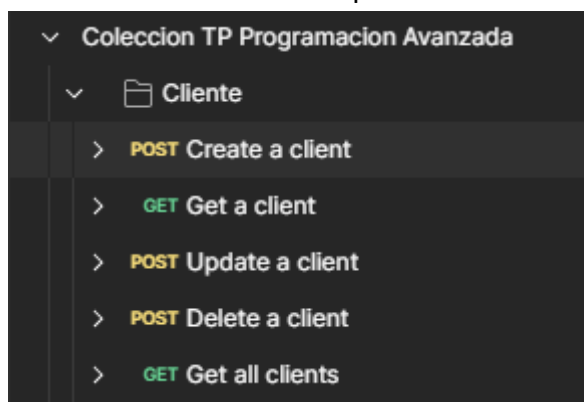 Coleccion TP Programacion Avanzada
Cliente
POST Create a client
GET Get a client
POST Update a client
POST Delete a client
GET Get all clients